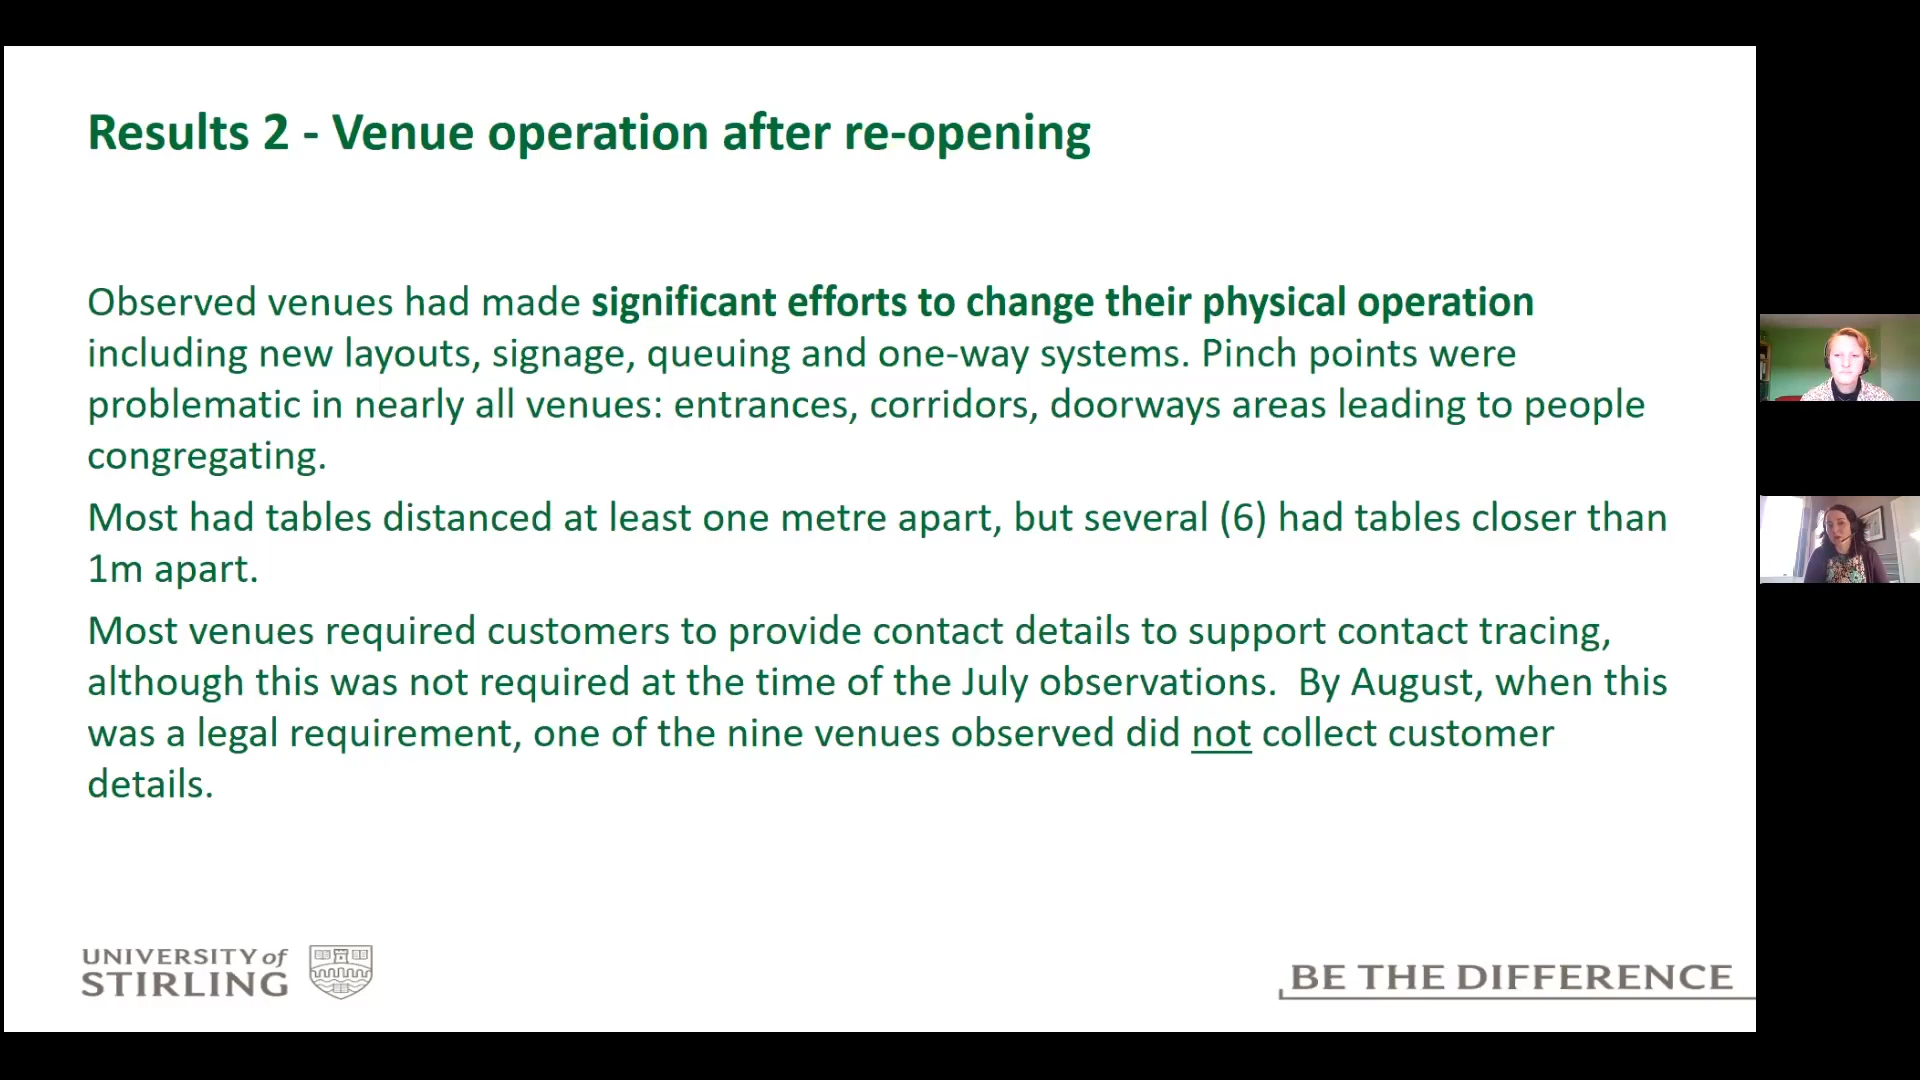 Results 2 - Venue operation after re-opening
Observed venues had made significant efforts to change their physical operation
including new layouts, signage, queuing and one-way systems. Pinch points were
problematic in nearly all venues: entrances, corridors, doorways areas leading to people
congregating.
Most had tables distanced at least one metre apart, but several (6) had tables closer than
1m apart.
Most venues required customers to provide contact details to support contact tracing,
although this was not required at the time of the July observations.  By August, when this
was a legal requirement, one of the nine venues observed did not collect customer
details.
UNIVERSITY of
STIRLING
BE THE DIFFERENCE